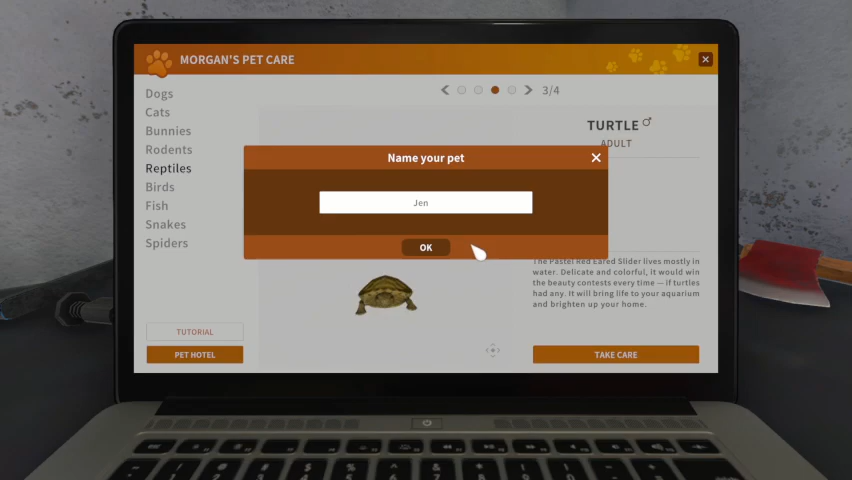 MORGAN'S PET CARE
Dogs
Cats
Bunnies
Rodents
Reptiles
Birds
Fish
Snakes
Spiders
TUTORIAL
PET HOTEL
3/4
TURTLE
ADULT
Name your pet
Jen
OK
The Pastel Red Eared Slider lives mostly in
water. Delicate and colorful, it would win
the beauty contests every time — if turtles
had any. It will bring life to your aquarium
and brighten up your home.
TAKE CARE